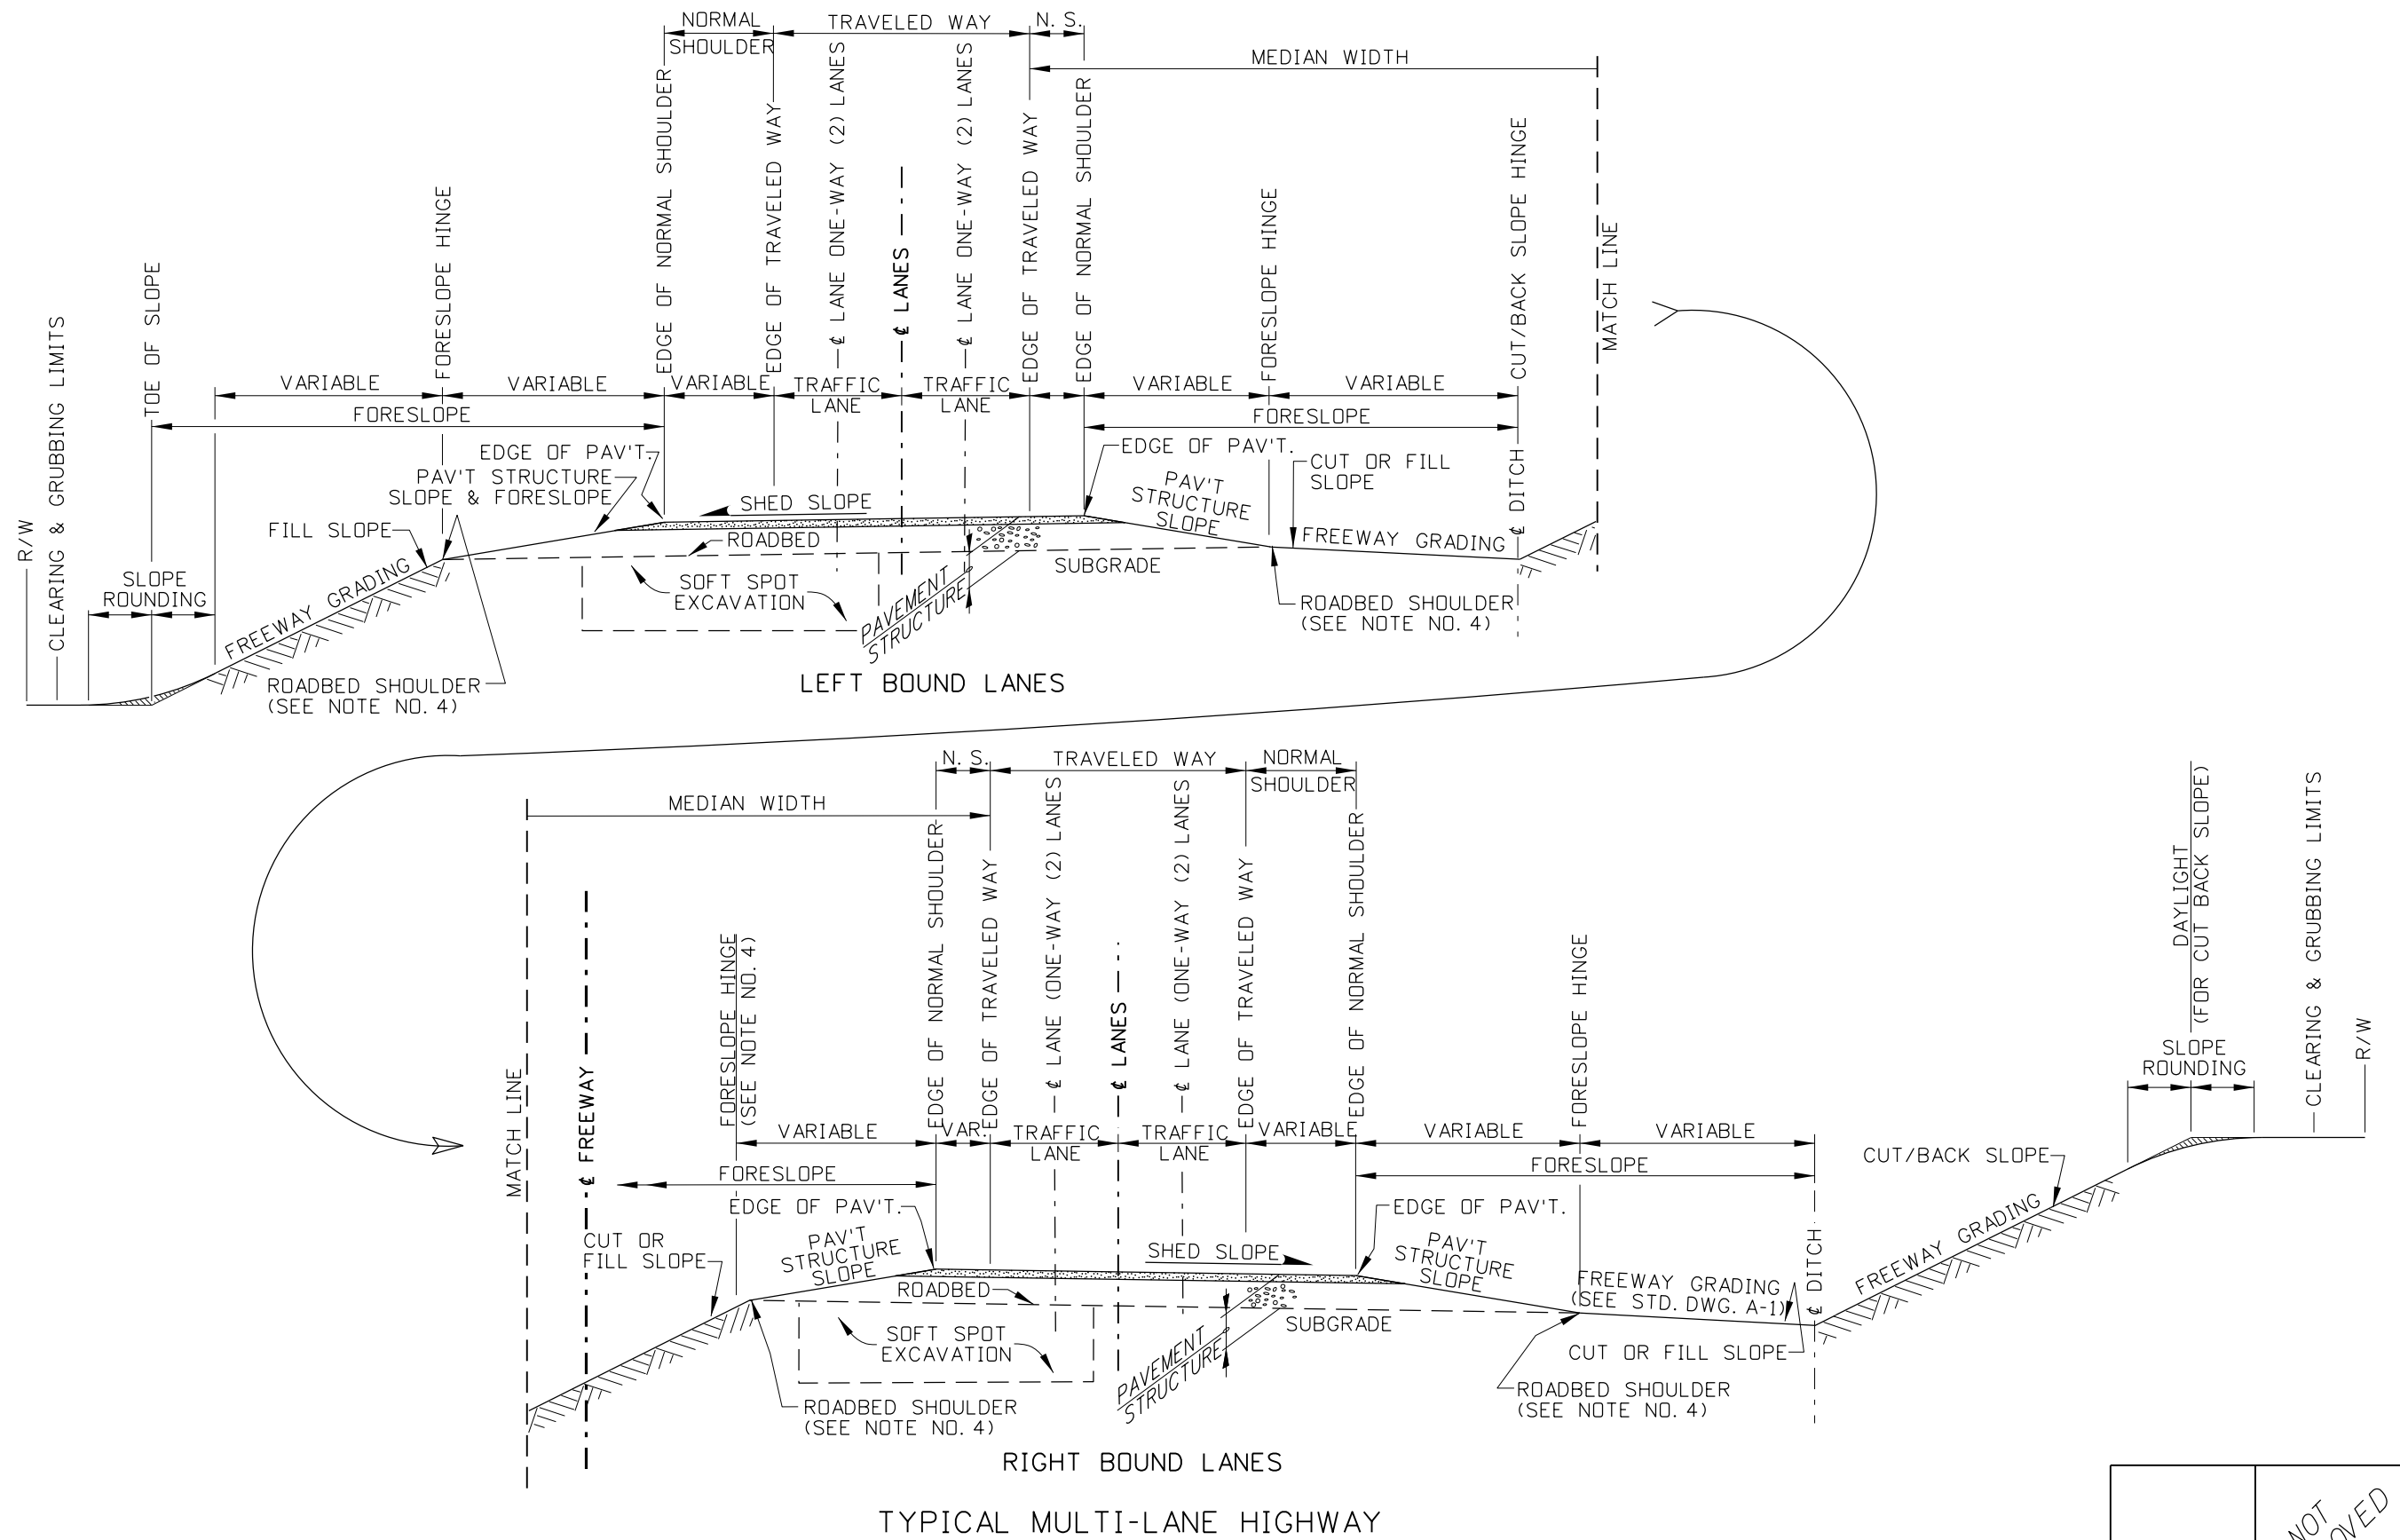 NORMAL
SHOULDER
TRAVELED WAY
N. S.
MEDIAN WIDTH
R/W
CLEARING & GRUBBING LIMITS
TOE OF SLOPE
FORESLOPE HINGE
EDGE OF NORMAL SHOULDER
EDGE OF TRAVELED WAY
℄ LANE ONE-WAY (2) LANES
℄ LANES
℄ LANE ONE-WAY (2) LANES
EDGE OF TRAVELED WAY
EDGE OF NORMAL SHOULDER
FORESLOPE HINGE
CUT/BACK SLOPE HINGE
MATCH LINE
VARIABLE
VARIABLE
VARIABLE
TRAFFIC
LANE
TRAFFIC
LANE
VARIABLE
VARIABLE
FORESLOPE
FORESLOPE
EDGE OF PAV'T.
PAV'T STRUCTURE
SLOPE & FORESLOPE
SHED SLOPE
EDGE OF PAV'T.
PAV'T
STRUCTURE
SLOPE
CUT OR FILL
SLOPE
℄ DITCH
FILL SLOPE
ROADBED
FREEWAY GRADING
SUBGRADE
SLOPE
ROUNDING
FREEWAY GRADING
SOFT SPOT
EXCAVATION
PAVEMENT
STRUCTURE
ROADBED SHOULDER
(SEE NOTE NO. 4)
ROADBED SHOULDER
(SEE NOTE NO. 4)
LEFT BOUND LANES
N. S.
TRAVELED WAY
NORMAL
SHOULDER
MEDIAN WIDTH
MATCH LINE
℄ FREEWAY
FORESLOPE HINGE
(SEE NOTE NO. 4)
EDGE OF NORMAL SHOULDER
EDGE OF TRAVELED WAY
℄ LANE (ONE-WAY (2) LANES
℄ LANES
℄ LANE (ONE-WAY (2) LANES
EDGE OF TRAVELED WAY
EDGE OF NORMAL SHOULDER
FORESLOPE HINGE
DAYLIGHT
(FOR CUT BACK SLOPE)
CLEARING & GRUBBING LIMITS
R/W
SLOPE
ROUNDING
VARIABLE
VAR.
TRAFFIC
LANE
TRAFFIC
LANE
VARIABLE
VARIABLE
VARIABLE
FORESLOPE
FORESLOPE
CUT/BACK SLOPE
EDGE OF PAV'T.
EDGE OF PAV'T.
CUT OR
FILL SLOPE
PAV'T
STRUCTURE
SLOPE
SHED SLOPE
PAV'T
STRUCTURE
SLOPE
FREEWAY GRADING
(SEE STD. DWG. A-1)
℄ DITCH
FREEWAY GRADING
ROADBED
SUBGRADE
SOFT SPOT
EXCAVATION
PAVEMENT
STRUCTURE
CUT OR FILL SLOPE
ROADBED SHOULDER
(SEE NOTE NO. 4)
ROADBED SHOULDER
(SEE NOTE NO. 4)
RIGHT BOUND LANES
TYPICAL MULTI-LANE HIGHWAY
NOT